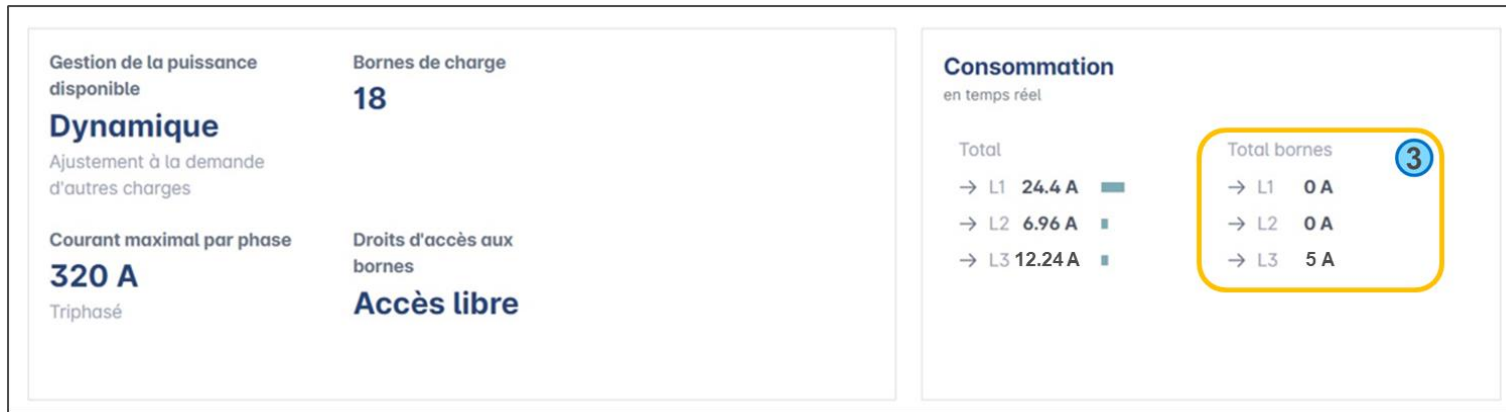 Gestion de la puissance
disponible
Dynamique
Ajustement à la demande
d'autres charges
Bornes de charge
18
Courant maximal par phase
320 A
Triphasé
Droits d'accès aux
bornes
Accès libre
Consommation
en temps réel
Total
→ L1 24.4 A
→ L2 6.96 A
→ L3 12.24 A
Total bornes
3
→ L1 0 A
→ L2 0 A
→ L3 5 A